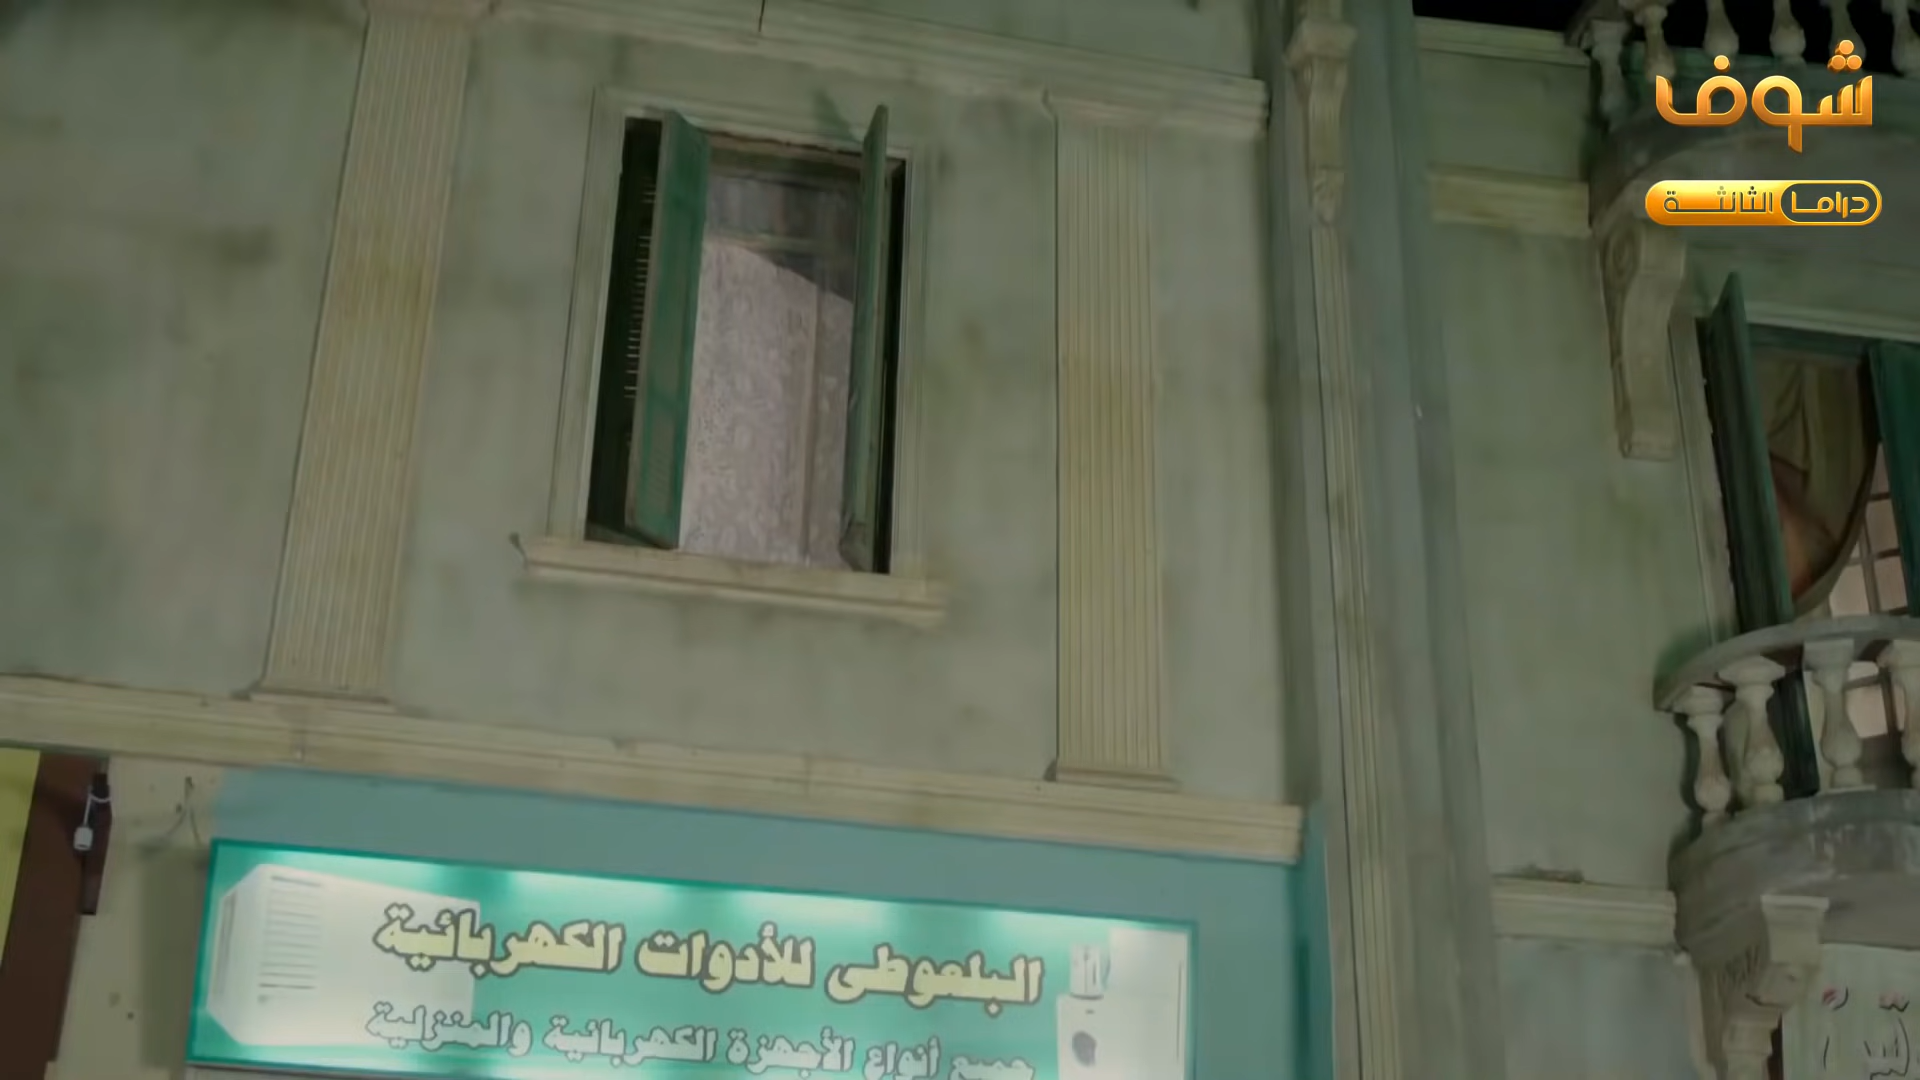 شوف
دراما الثالثة
البلعوطى للأدوات الكهربائية
جميع أنواع الأجهزة الكهربائية والمنزلية